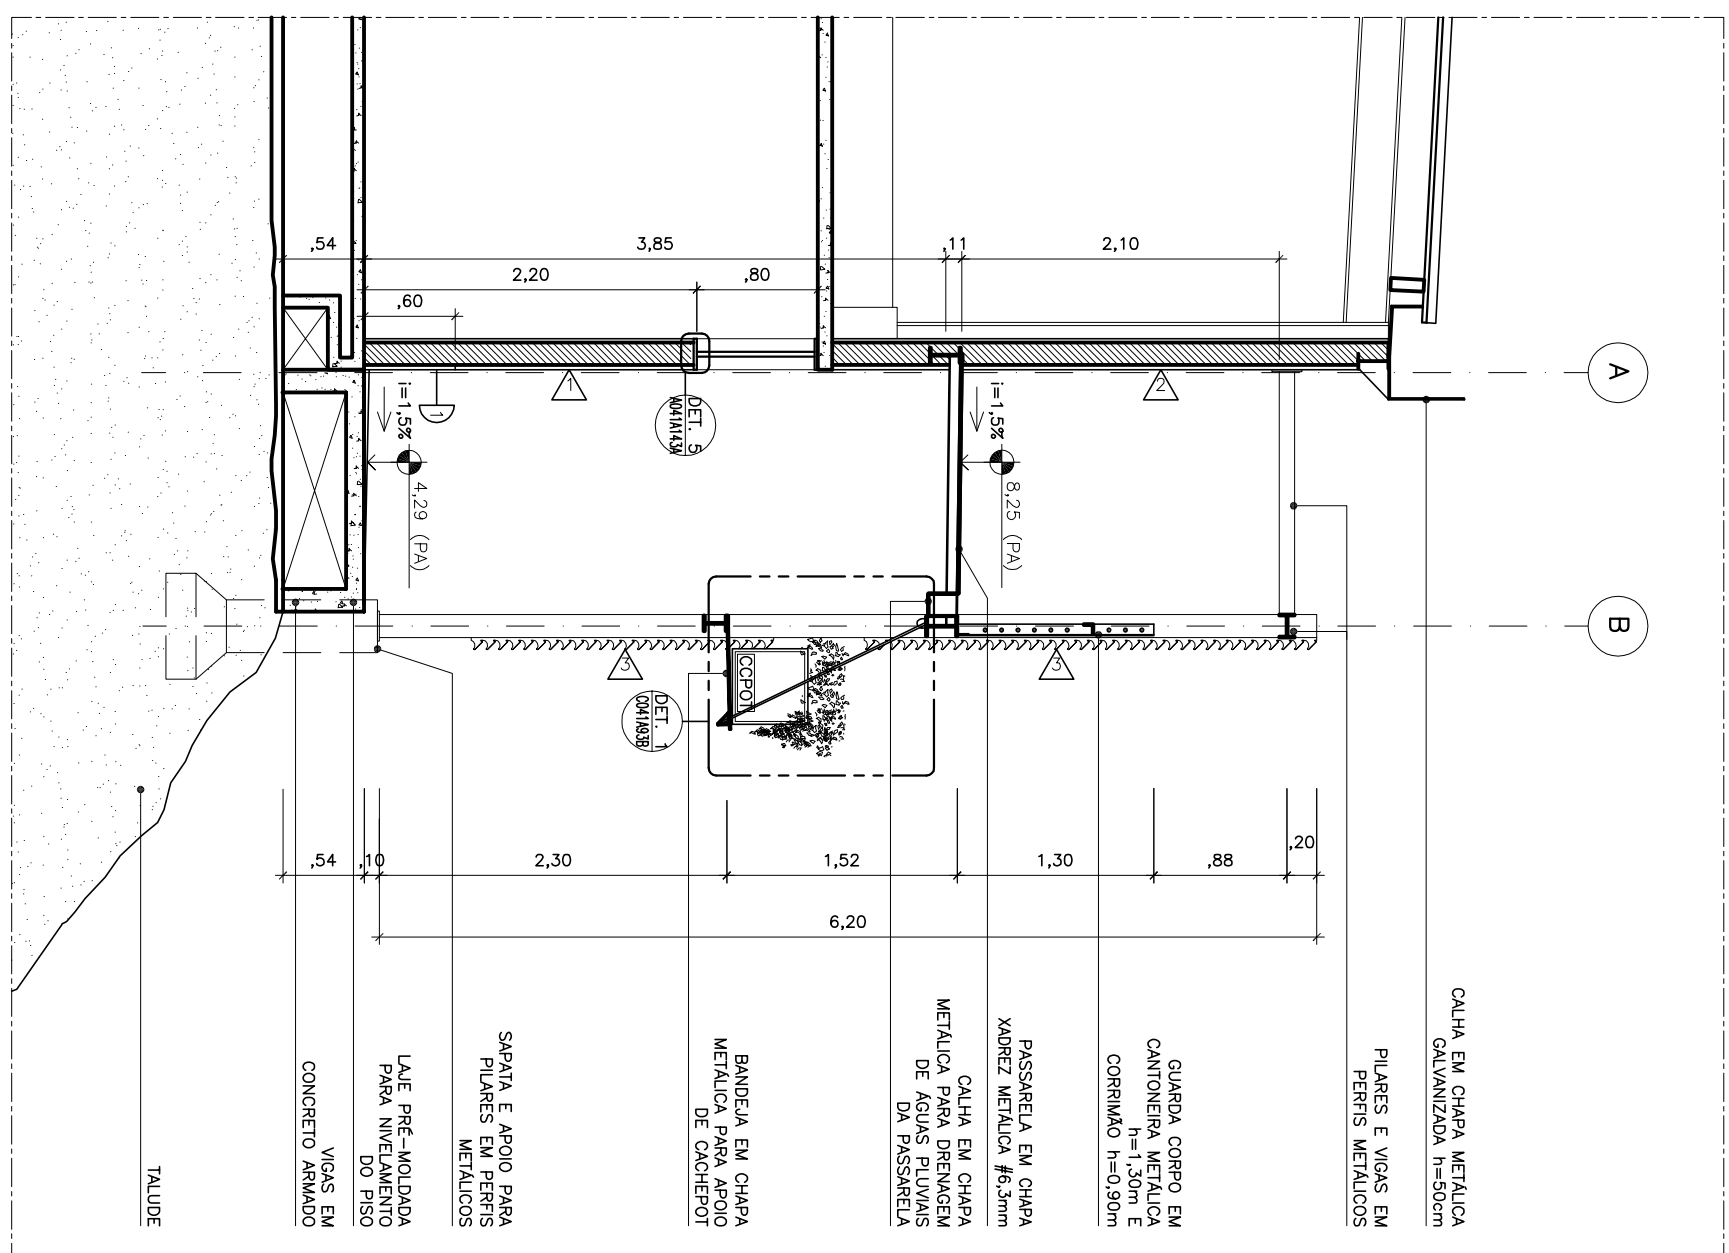 A
B
CALHA EM CHAPA METÁLICA
GALVANIZADA h=50cm
PILARES E VIGAS EM
PERFIS METÁLICOS
GUARDA CORPO EM
CANTONEIRA METÁLICA
h=1,30m E
CORRIMÃO h=0,90m
PASSARELA EM CHAPA
XADREZ METÁLICA #6,3mm
CALHA EM CHAPA
METÁLICA PARA DRENAGEM
DE ÁGUAS PLUVIAIS
DA PASSARELA
BANDEJA EM CHAPA
METÁLICA PARA APOIO
DE CACHEPOT
SAPATA E APOIO PARA
PILARES EM PERFIS
METÁLICOS
LAJE PRÉ-MOLDADA
PARA NIVELAMENTO
DO PISO
VIGAS EM
CONCRETO ARMADO
TALUDE
,54
3,85
,11
2,10
2,20
,80
,60
1
2
1
i=1,5%
i=1,5%
4,29 (PA)
8,25 (PA)
DET. 5
A041A143A
3
3
CCPOT
DET. 1
C041A93B
,54
,10
2,30
1,52
1,30
,88
,20
6,20